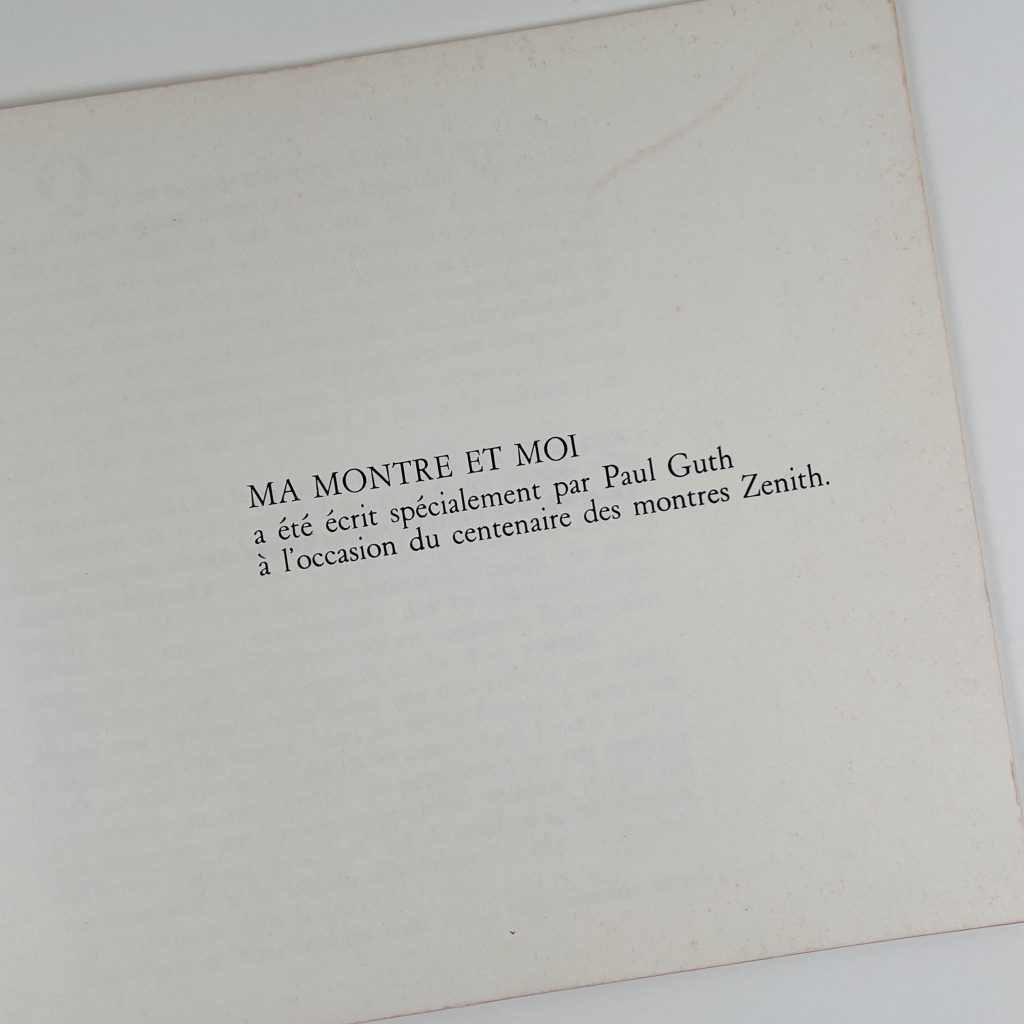 MA MONTRE ET MOI
a été écrit spécialement par Paul Guth
à l'occasion du centenaire des montres Zenith.